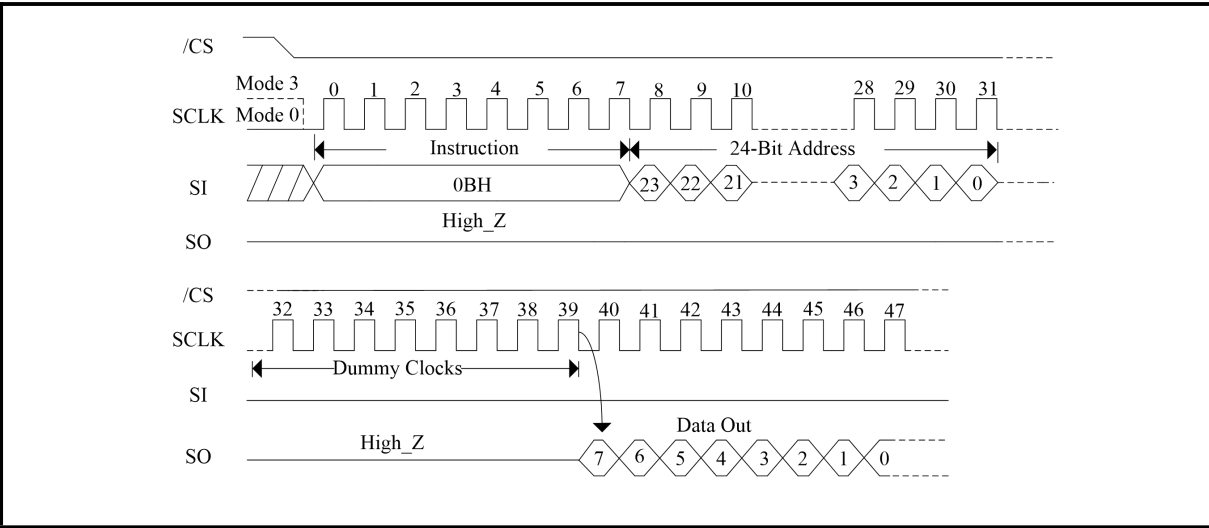 /CS
Mode 3
0 1 2 3 4 5 6 7 8 9 10 28 29 30 31
SCLK Mode 0
Instruction 24-Bit Address
SI 0BH 23 22 21 3 2 1 0
High_Z
SO
/CS
32 33 34 35 36 37 38 39 40 41 42 43 44 45 46 47
SCLK
Dummy Clocks
SI
Data Out
High_Z
SO 7 6 5 4 3 2 1 0